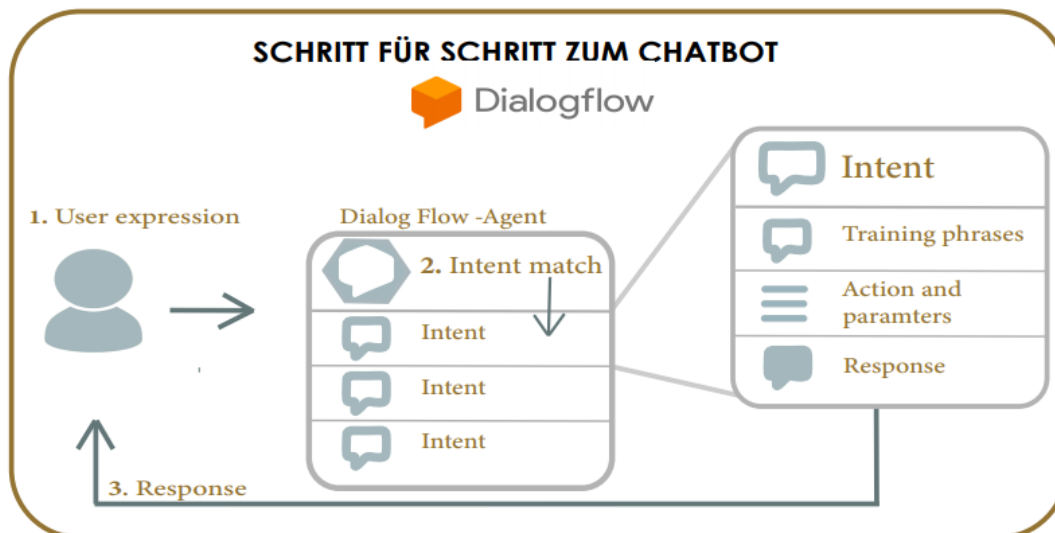 SCHRITT FÜR SCHRITT ZUM CHATBOT
Dialogflow
1. User expression
Dialog Flow -Agent
2. Intent match
Intent
Intent
Intent
Intent
Training phrases
Action and
paramters
Response
3. Response